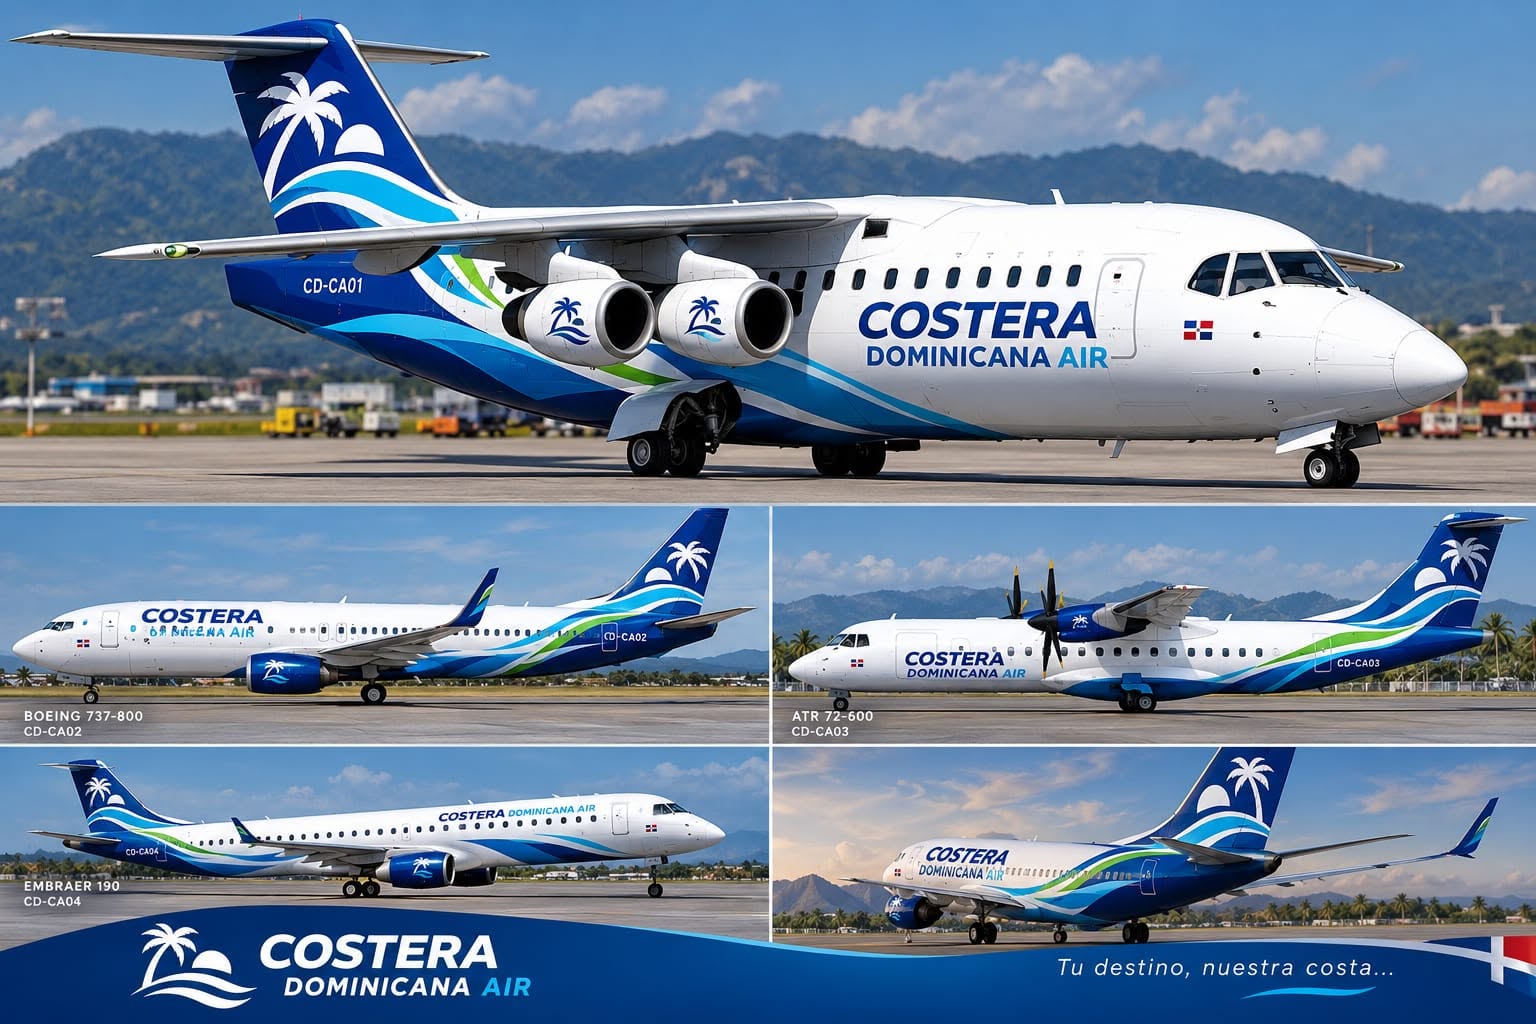 CD-CA01
COSTERA
DOMINICANA AIR
COSTERA
CD-CA02
BOEING 737-800
CD-CA02
COSTERA
DOMINICANA AIR
CD-CA03
ATR 72-600
CD-CA03
COSTERA DOMINICANA AIR
CD-CA04
EMBRAER 190
CD-CA04
COSTERA
DOMINICANA AIR
COSTERA
DOMINICANA AIR
Tu destino, nuestra costa...